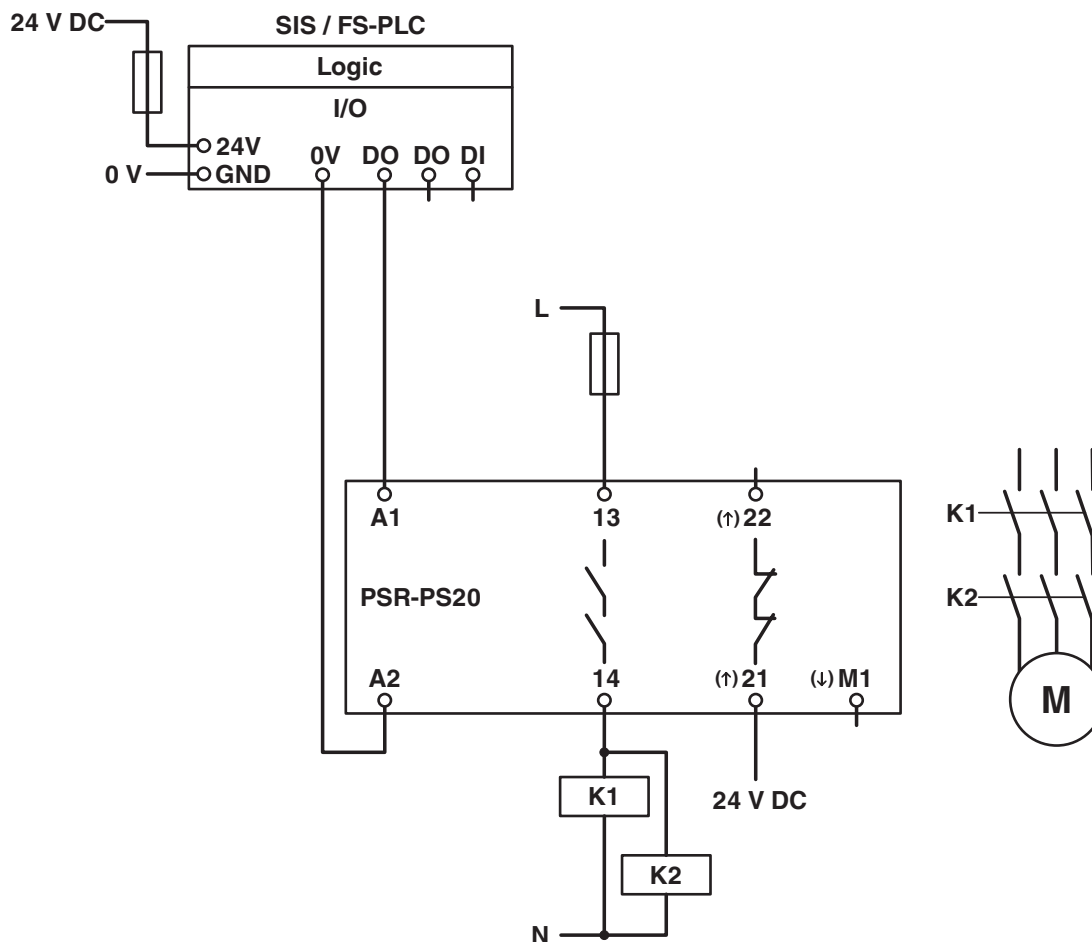 24 V DC
SIS / FS-PLC
Logic
I/O
24V
0V DO DO DI
0 V
GND
L
A1
13
(↑) 22
K1
PSR-PS20
K2
A2
14
(↑) 21
(↓) M1
M
K1
24 V DC
K2
N